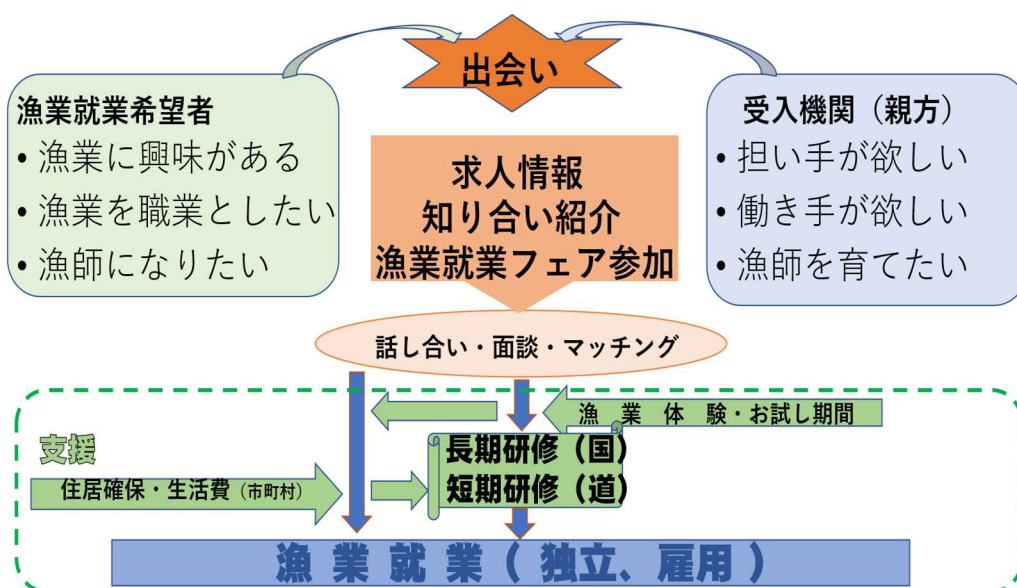 出会い
漁業就業希望者
• 漁業に興味がある
• 漁業を職業としたい
• 漁師になりたい
求人情報
知り合い紹介
漁業就業フェア参加
受入機関（親方）
• 担い手が欲しい
• 働き手が欲しい
• 漁師を育てたい
話し合い・面談・マッチング
漁 業 体 験・お試し期間
支援
長期研修（国）
短期研修（道）
住居確保・生活費（市町村）
漁 業 就 業 （ 独立、雇用 ）